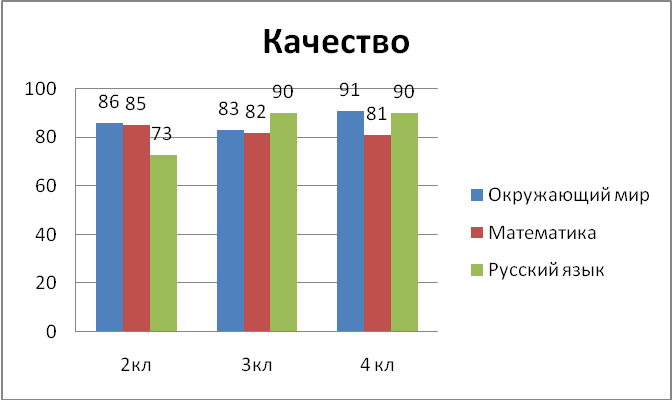 Качество
100
80
60
40
20
0
86 85 73
83 82 90
91 81 90
2кл 3кл 4 кл
Окружающий мир
Математика
Русский язык